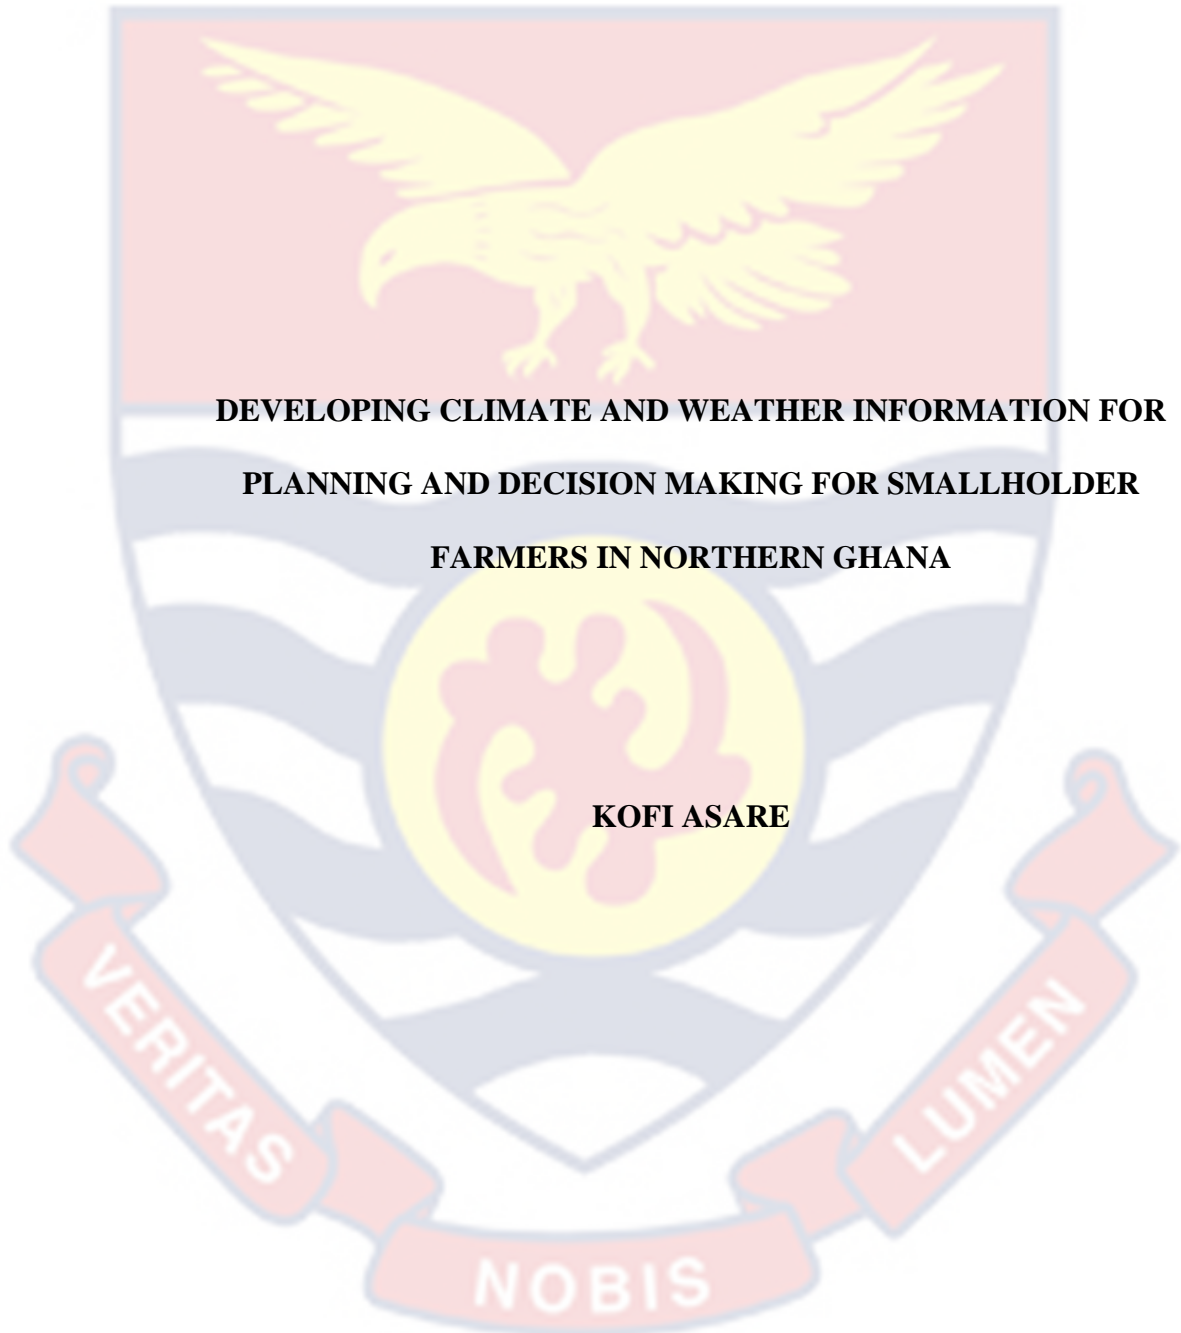 DEVELOPING CLIMATE AND WEATHER INFORMATION FOR
PLANNING AND DECISION MAKING FOR SMALLHOLDER
FARMERS IN NORTHERN GHANA
KOFI ASARE
VERITAS
NOBIS
LUMEN